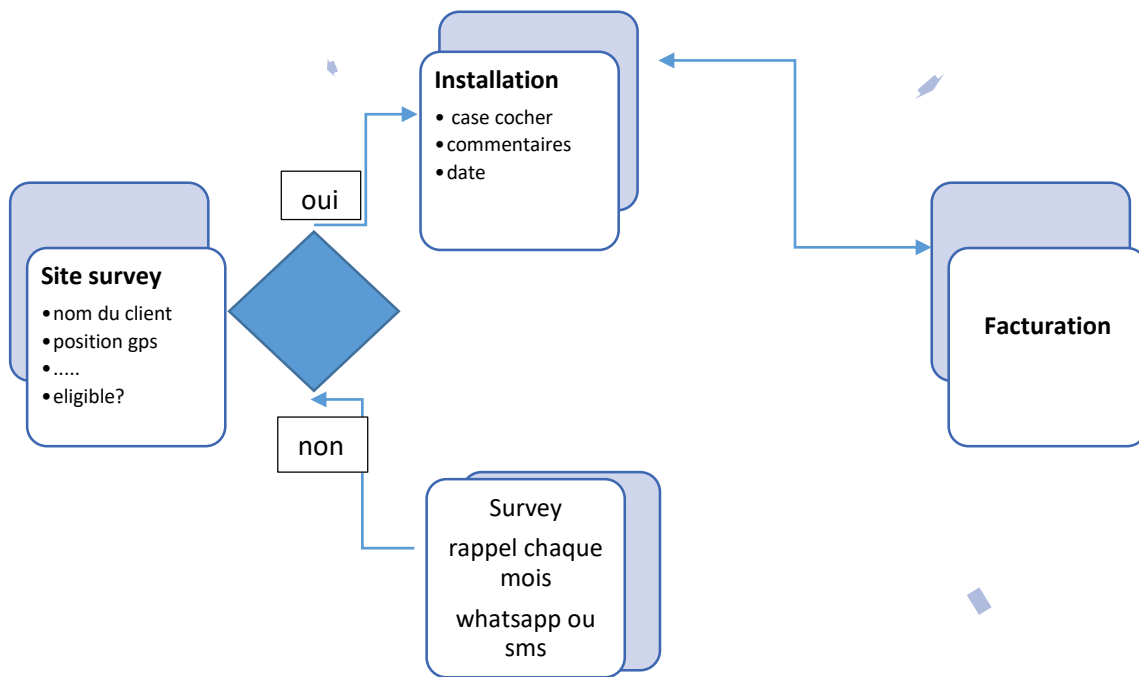 Installation
• case cocher
• commentaires
• date
oui
Site survey
• nom du client
• position gps
• .....
• eligible?
Facturation
non
Survey
rappel chaque
mois
whatsapp ou
sms